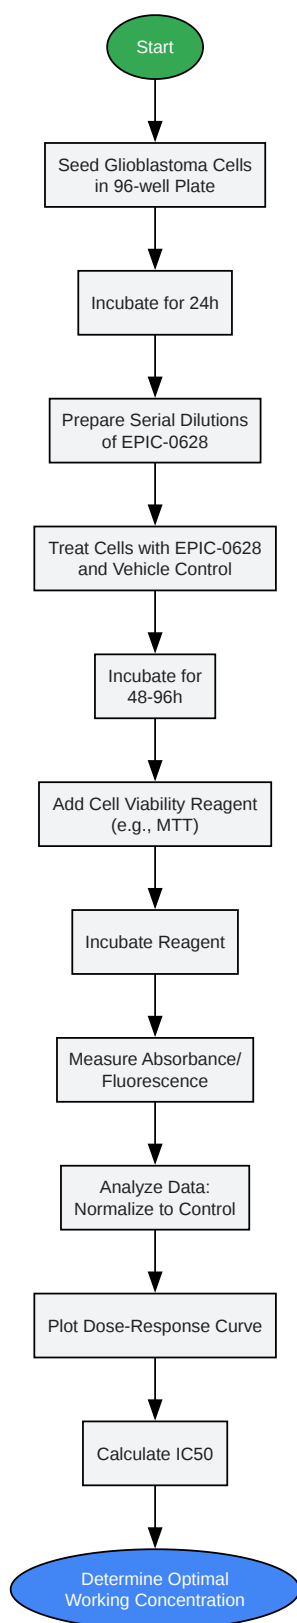 Start
Seed Glioblastoma Cells
in 96-well Plate
Incubate for 24h
Prepare Serial Dilutions
of EPIC-0628
Treat Cells with EPIC-0628
and Vehicle Control
Incubate for
48-96h
Add Cell Viability Reagent
(e.g., MTT)
Incubate Reagent
Measure Absorbance/
Fluorescence
Analyze Data:
Normalize to Control
Plot Dose-Response Curve
Calculate IC50
Determine Optimal
Working Concentration